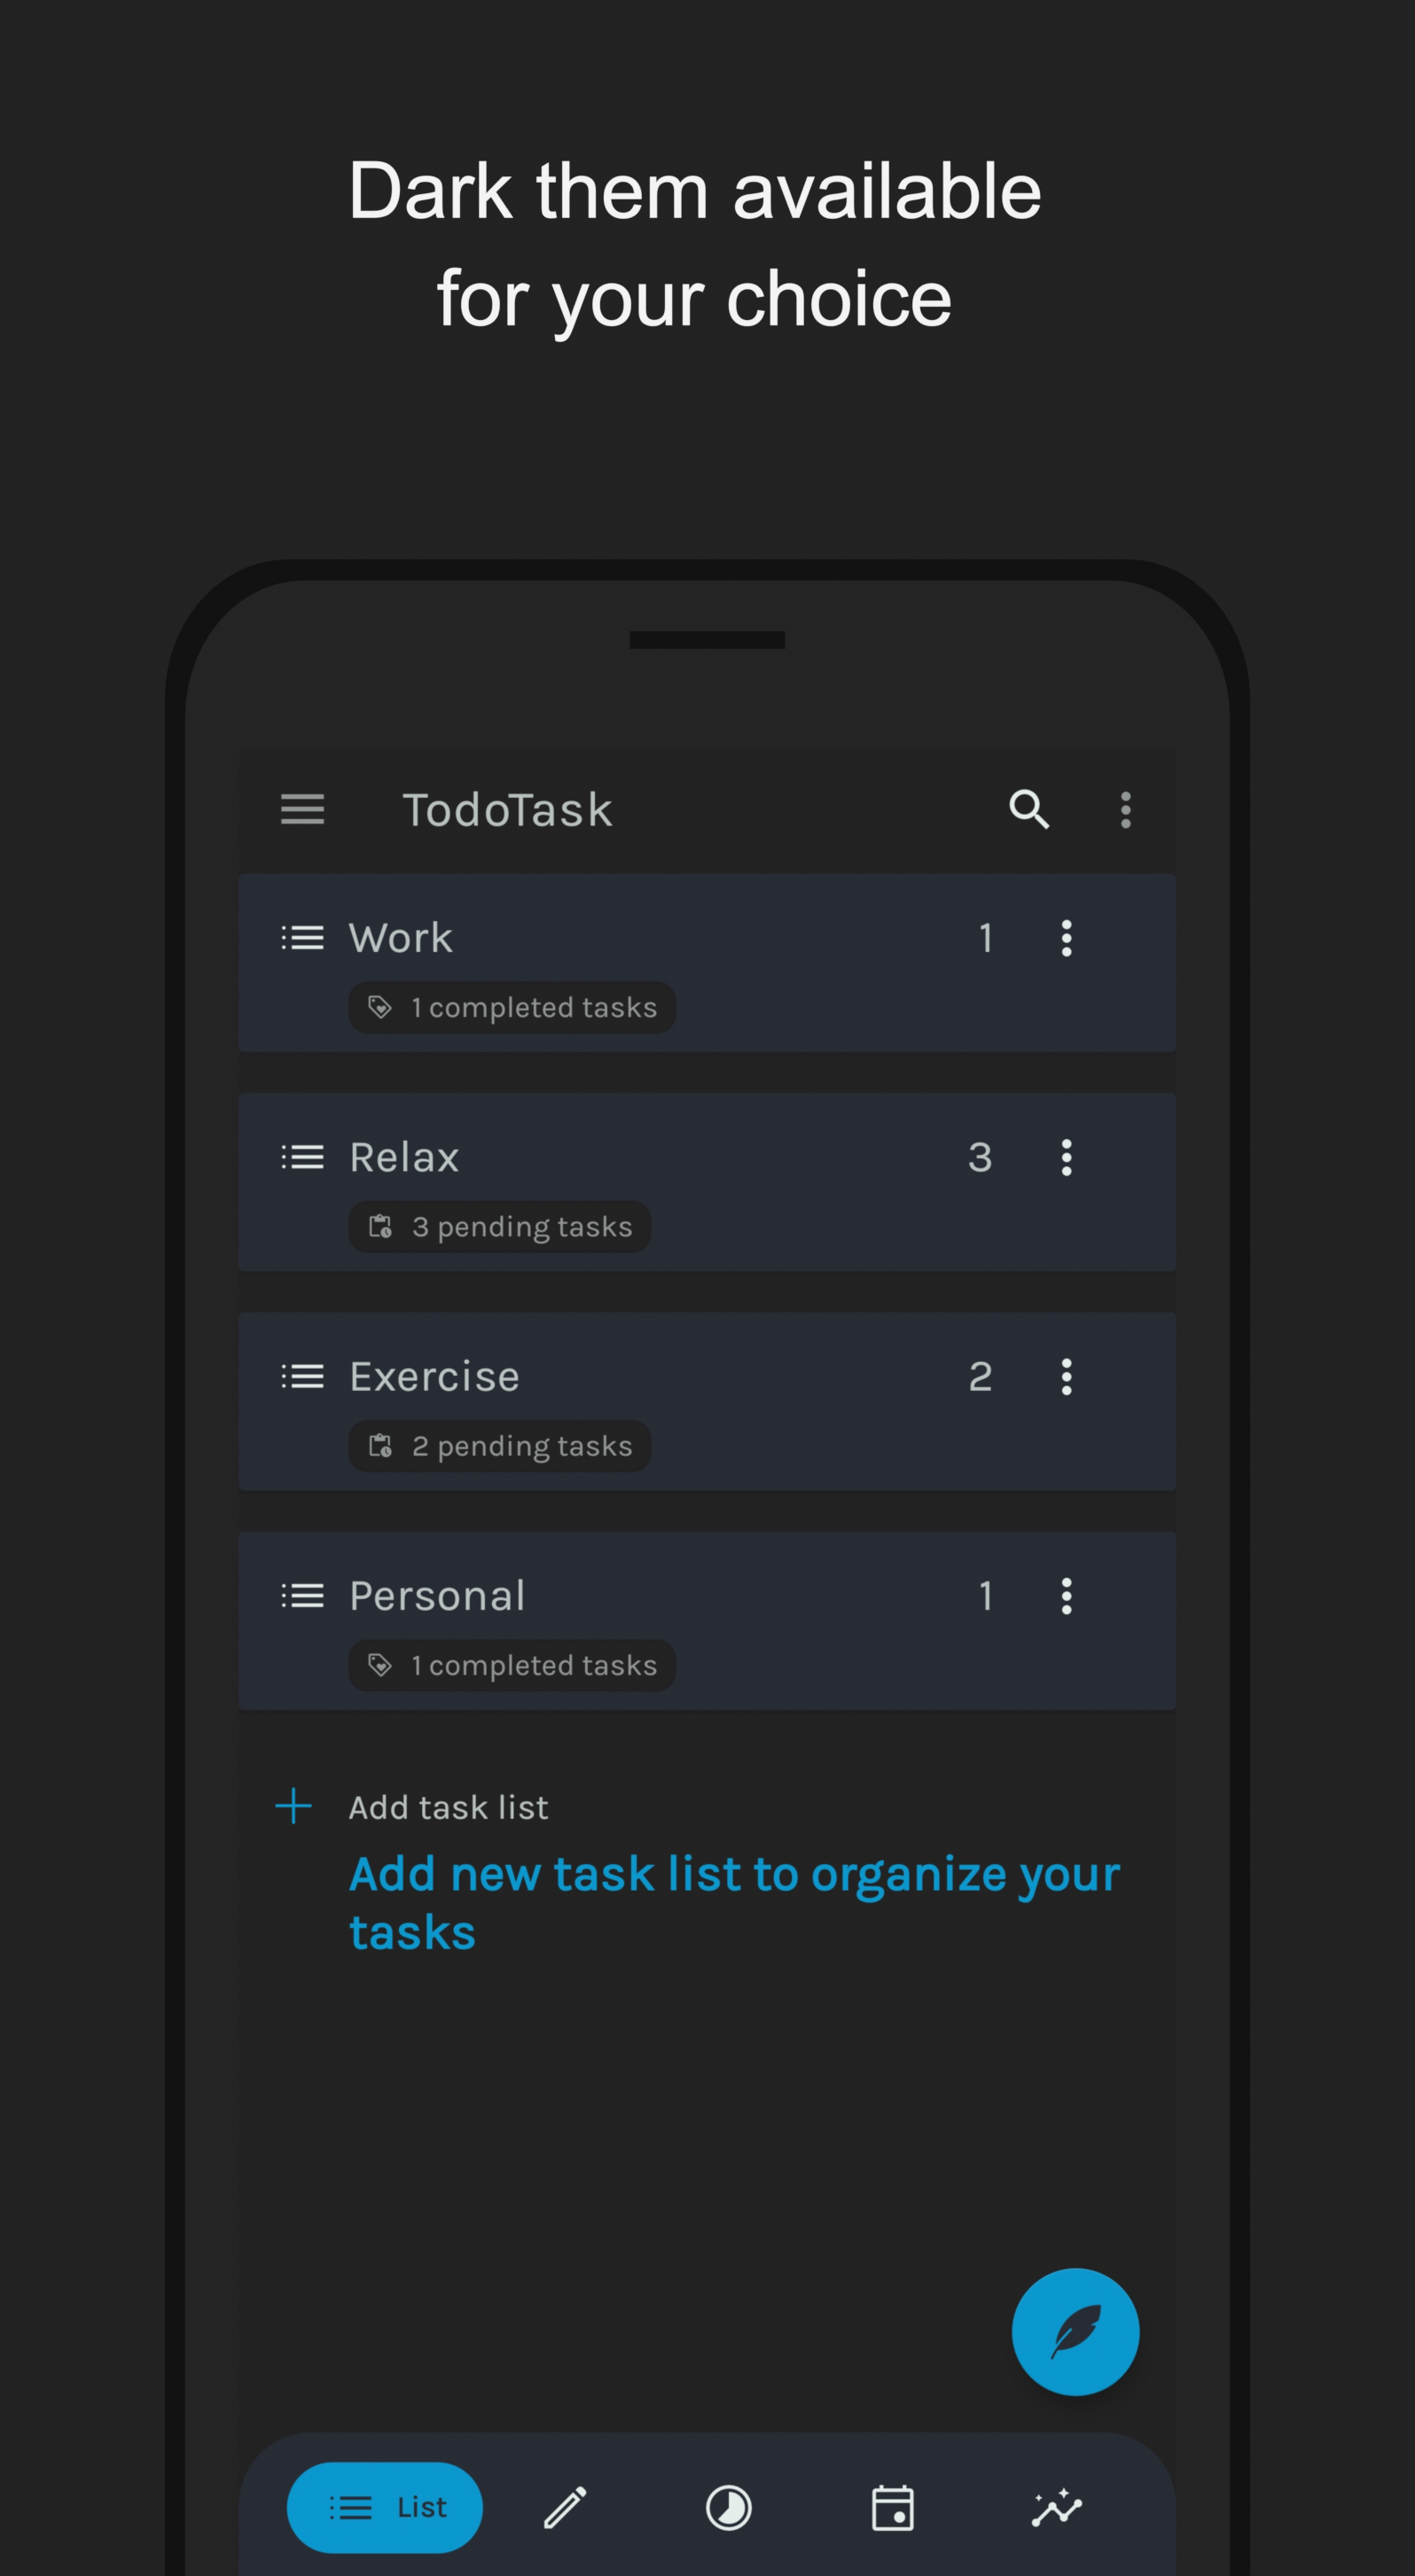 Dark them available
for your choice
TodoTask
Work 1
1 completed tasks
Relax 3
3 pending tasks
Exercise 2
2 pending tasks
Personal 1
1 completed tasks
Add task list
Add new task list to organize your
tasks
List